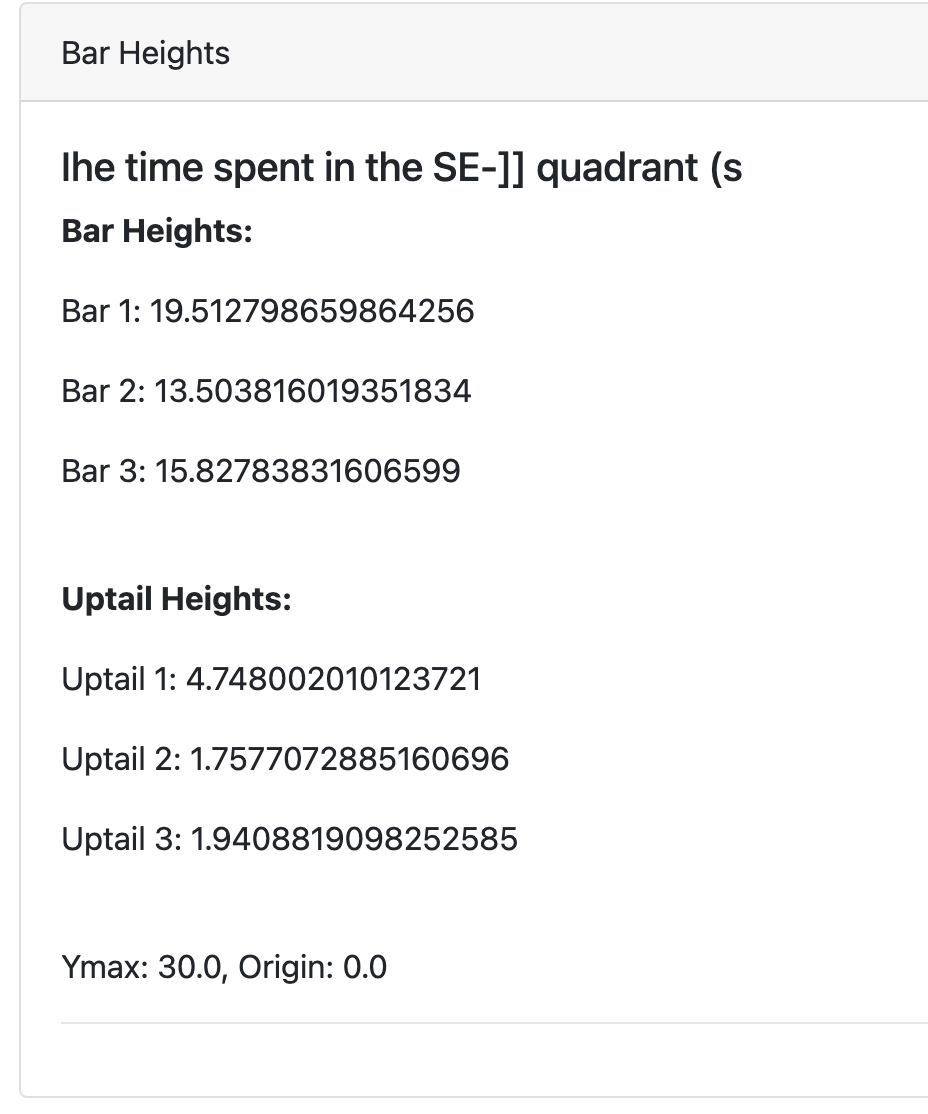 Bar Heights
lhe time spent in the SE-]] quadrant (s
Bar Heights:
Bar 1: 19.512798659864256
Bar 2: 13.503816019351834
Bar 3: 15.82783831606599
Uptail Heights:
Uptail 1: 4.748002010123721
Uptail 2: 1.7577072885160696
Uptail 3: 1.9408819098252585
Ymax: 30.0, Origin: 0.0